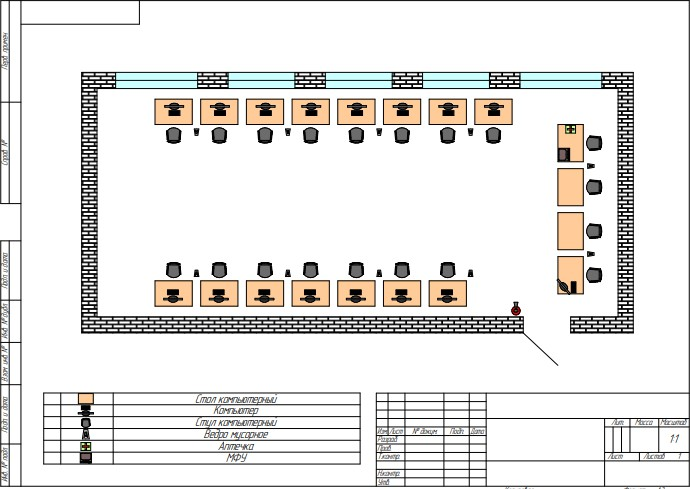 Перв. примен.
Справ. №
Подп. и дата
Инв. № дубл.
Взам. инв. №
Подп. и дата
Инв. № подл.
Стол компьютерный
Компьютер
Стул компьютерный
Ведро мусорное
Аптечка
МФУ
Изм. Лист № докум. Подп. Дата
Разраб.
Пров.
Т.контр.
Н.контр.
Утв.
Лит. Масса Масштаб
1:1
Лист Листов 1